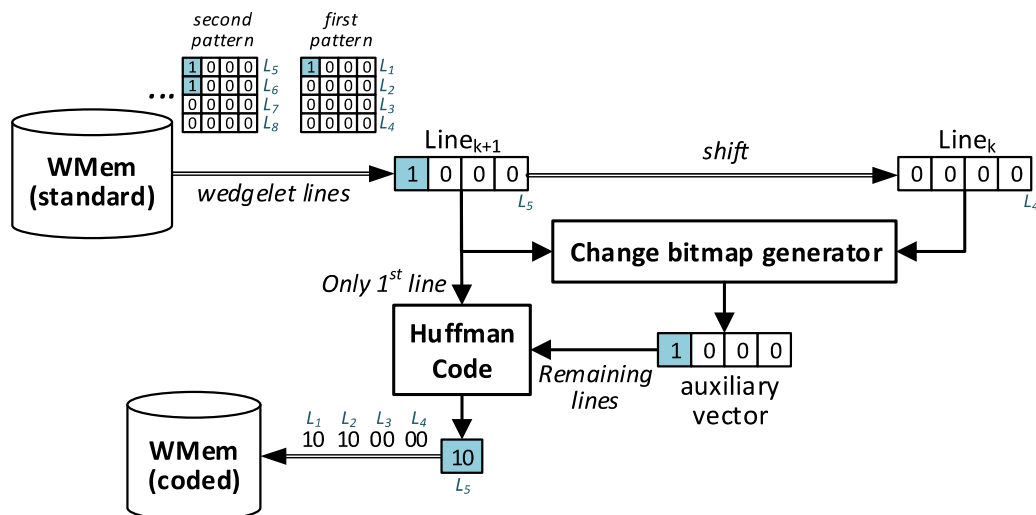 second pattern
first pattern
1 0 0 0 L5
1 0 0 0 L6
0 0 0 0 L7
0 0 0 0 L8
1 0 0 0 L1
0 0 0 0 L2
0 0 0 0 L3
0 0 0 0 L4
...
WMem
(standard)
wedgelet lines
Linek+1
1 0 0 0
L5
shift
Linek
0 0 0 0
L4
Change bitmap generator
Only 1st line
Huffman
Code
Remaining
lines
1 0 0 0
auxiliary
vector
L1 L2 L3 L4
10 10 00 00
10
L5
WMem
(coded)